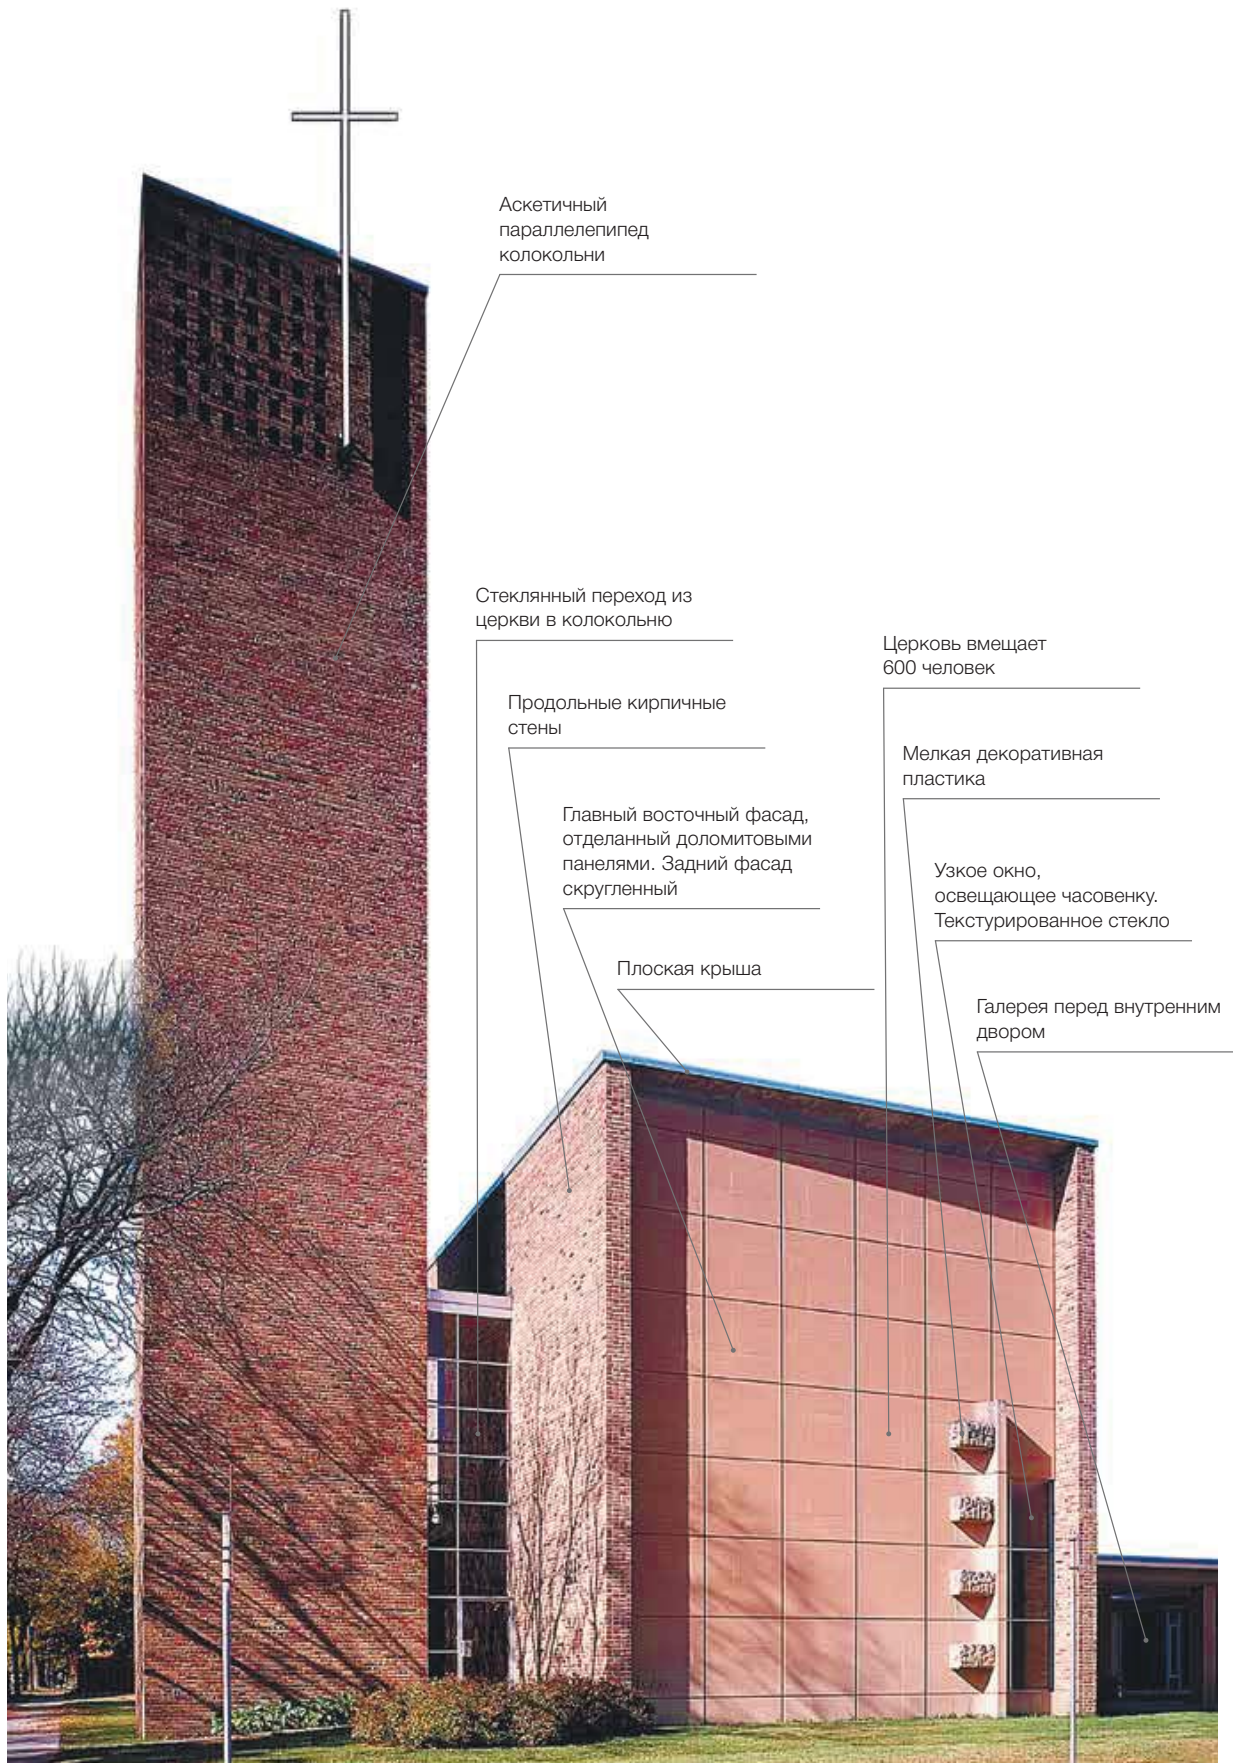 Аскетичный
параллелепипед
колокольни
Стеклянный переход из
церкви в колокольню
Церковь вмещает
600 человек
Продольные кирпичные
стены
Мелкая декоративная
пластика
Главный восточный фасад,
отделанный доломитовыми
панелями. Задний фасад
скругленный
Узкое окно,
освещающее часовенку.
Текстурированное стекло
Плоская крыша
Галерея перед внутренним
двором